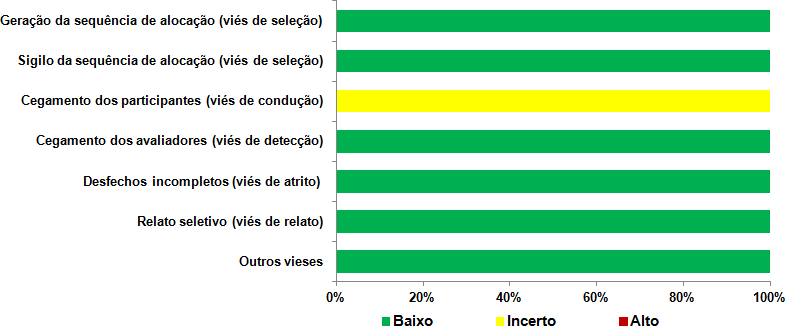 Geração da sequência de alocação (viés de seleção)
Sigilo da sequência de alocação (viés de seleção)
Cegamento dos participantes (viés de condução)
Cegamento dos avaliadores (viés de detecção)
Desfechos incompletos (viés de atrito)
Relato seletivo (viés de relato)
Outros vieses
0% 20% 40% 60% 80% 100%
Baixo Incerto Alto